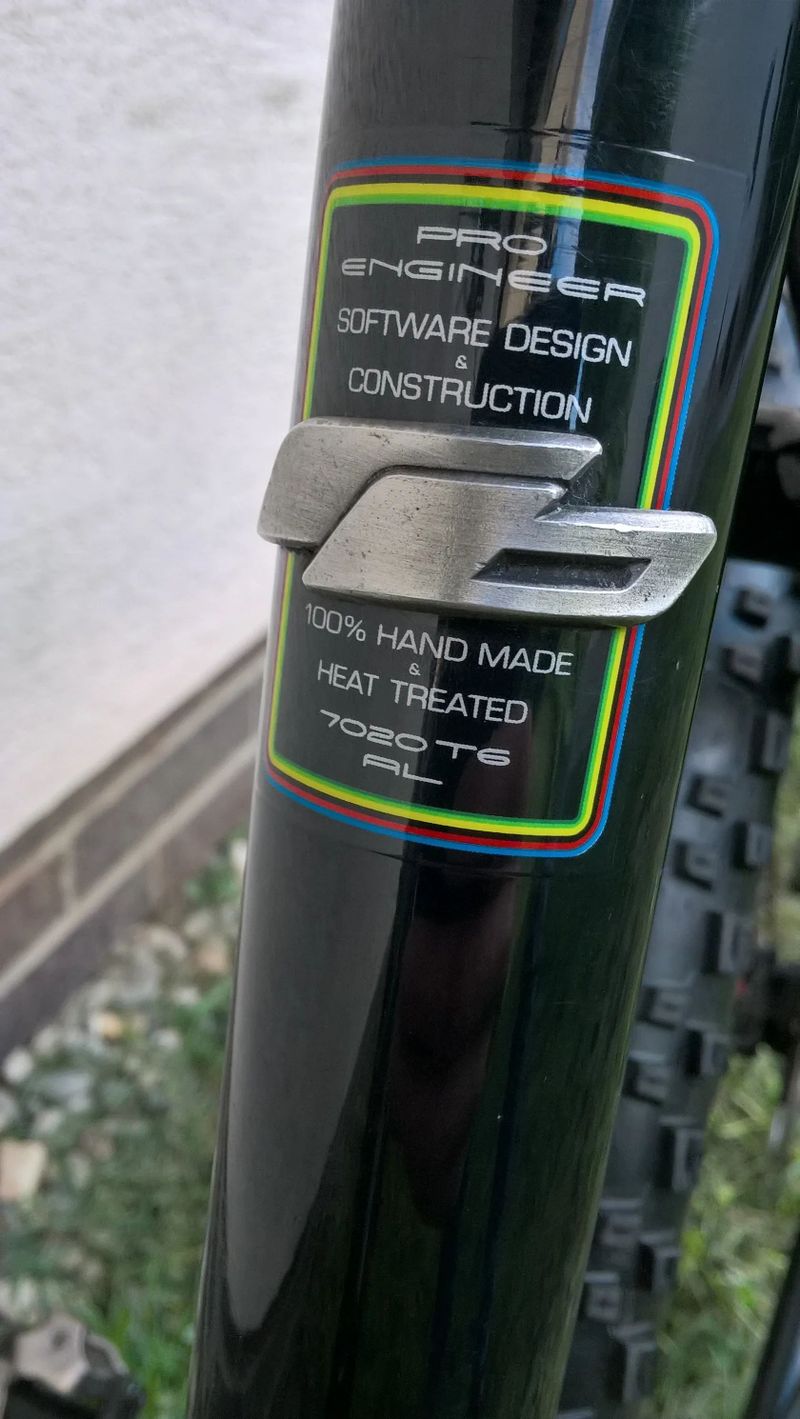 PRO
ENGINEER
SOFTWARE DESIGN
&
CONSTRUCTION
100% HAND MADE
&
HEAT TREATED
7020 T6
AL